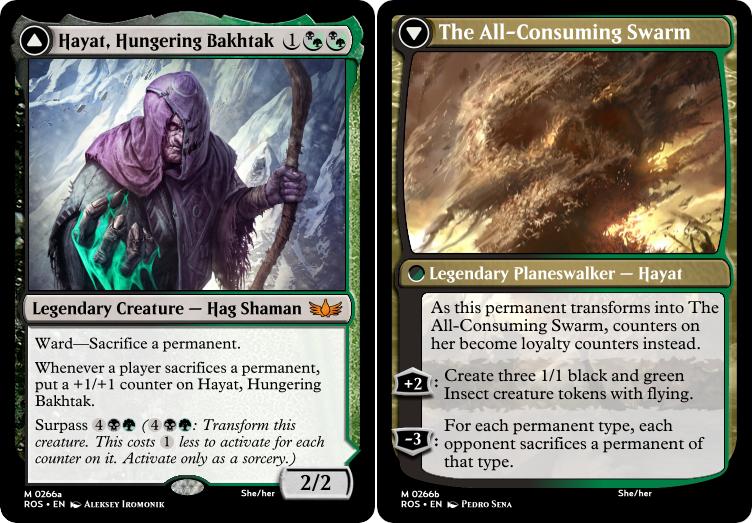 Hayat, Hungering Bakhtak 1
Legendary Creature — Hag Shaman
Ward—Sacrifice a permanent.
Whenever a player sacrifices a permanent,
put a +1/+1 counter on Hayat, Hungering
Bakhtak.
Surpass 4 (4: Transform this
creature. This costs 1 less to activate for each
counter on it. Activate only as a sorcery.)
2/2
M 0266a
ROS • EN Aleksey Iromonik
She/her
The All-Consuming Swarm
Legendary Planeswalker — Hayat
As this permanent transforms into The
All-Consuming Swarm, counters on
her become loyalty counters instead.
+2: Create three 1/1 black and green
Insect creature tokens with flying.
-3: For each permanent type, each
opponent sacrifices a permanent of
that type.
M 0266b
ROS • EN Pedro Sena
She/her